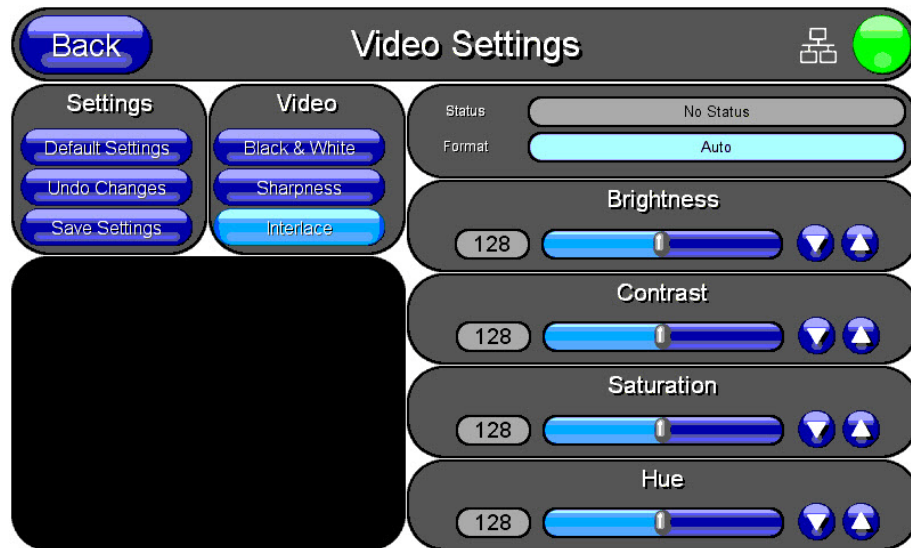 Back
Video Settings
Settings
Default Settings
Undo Changes
Save Settings
Video
Black & White
Sharpness
Interlace
Status
No Status
Format
Auto
Brightness
128
Contrast
128
Saturation
128
Hue
128